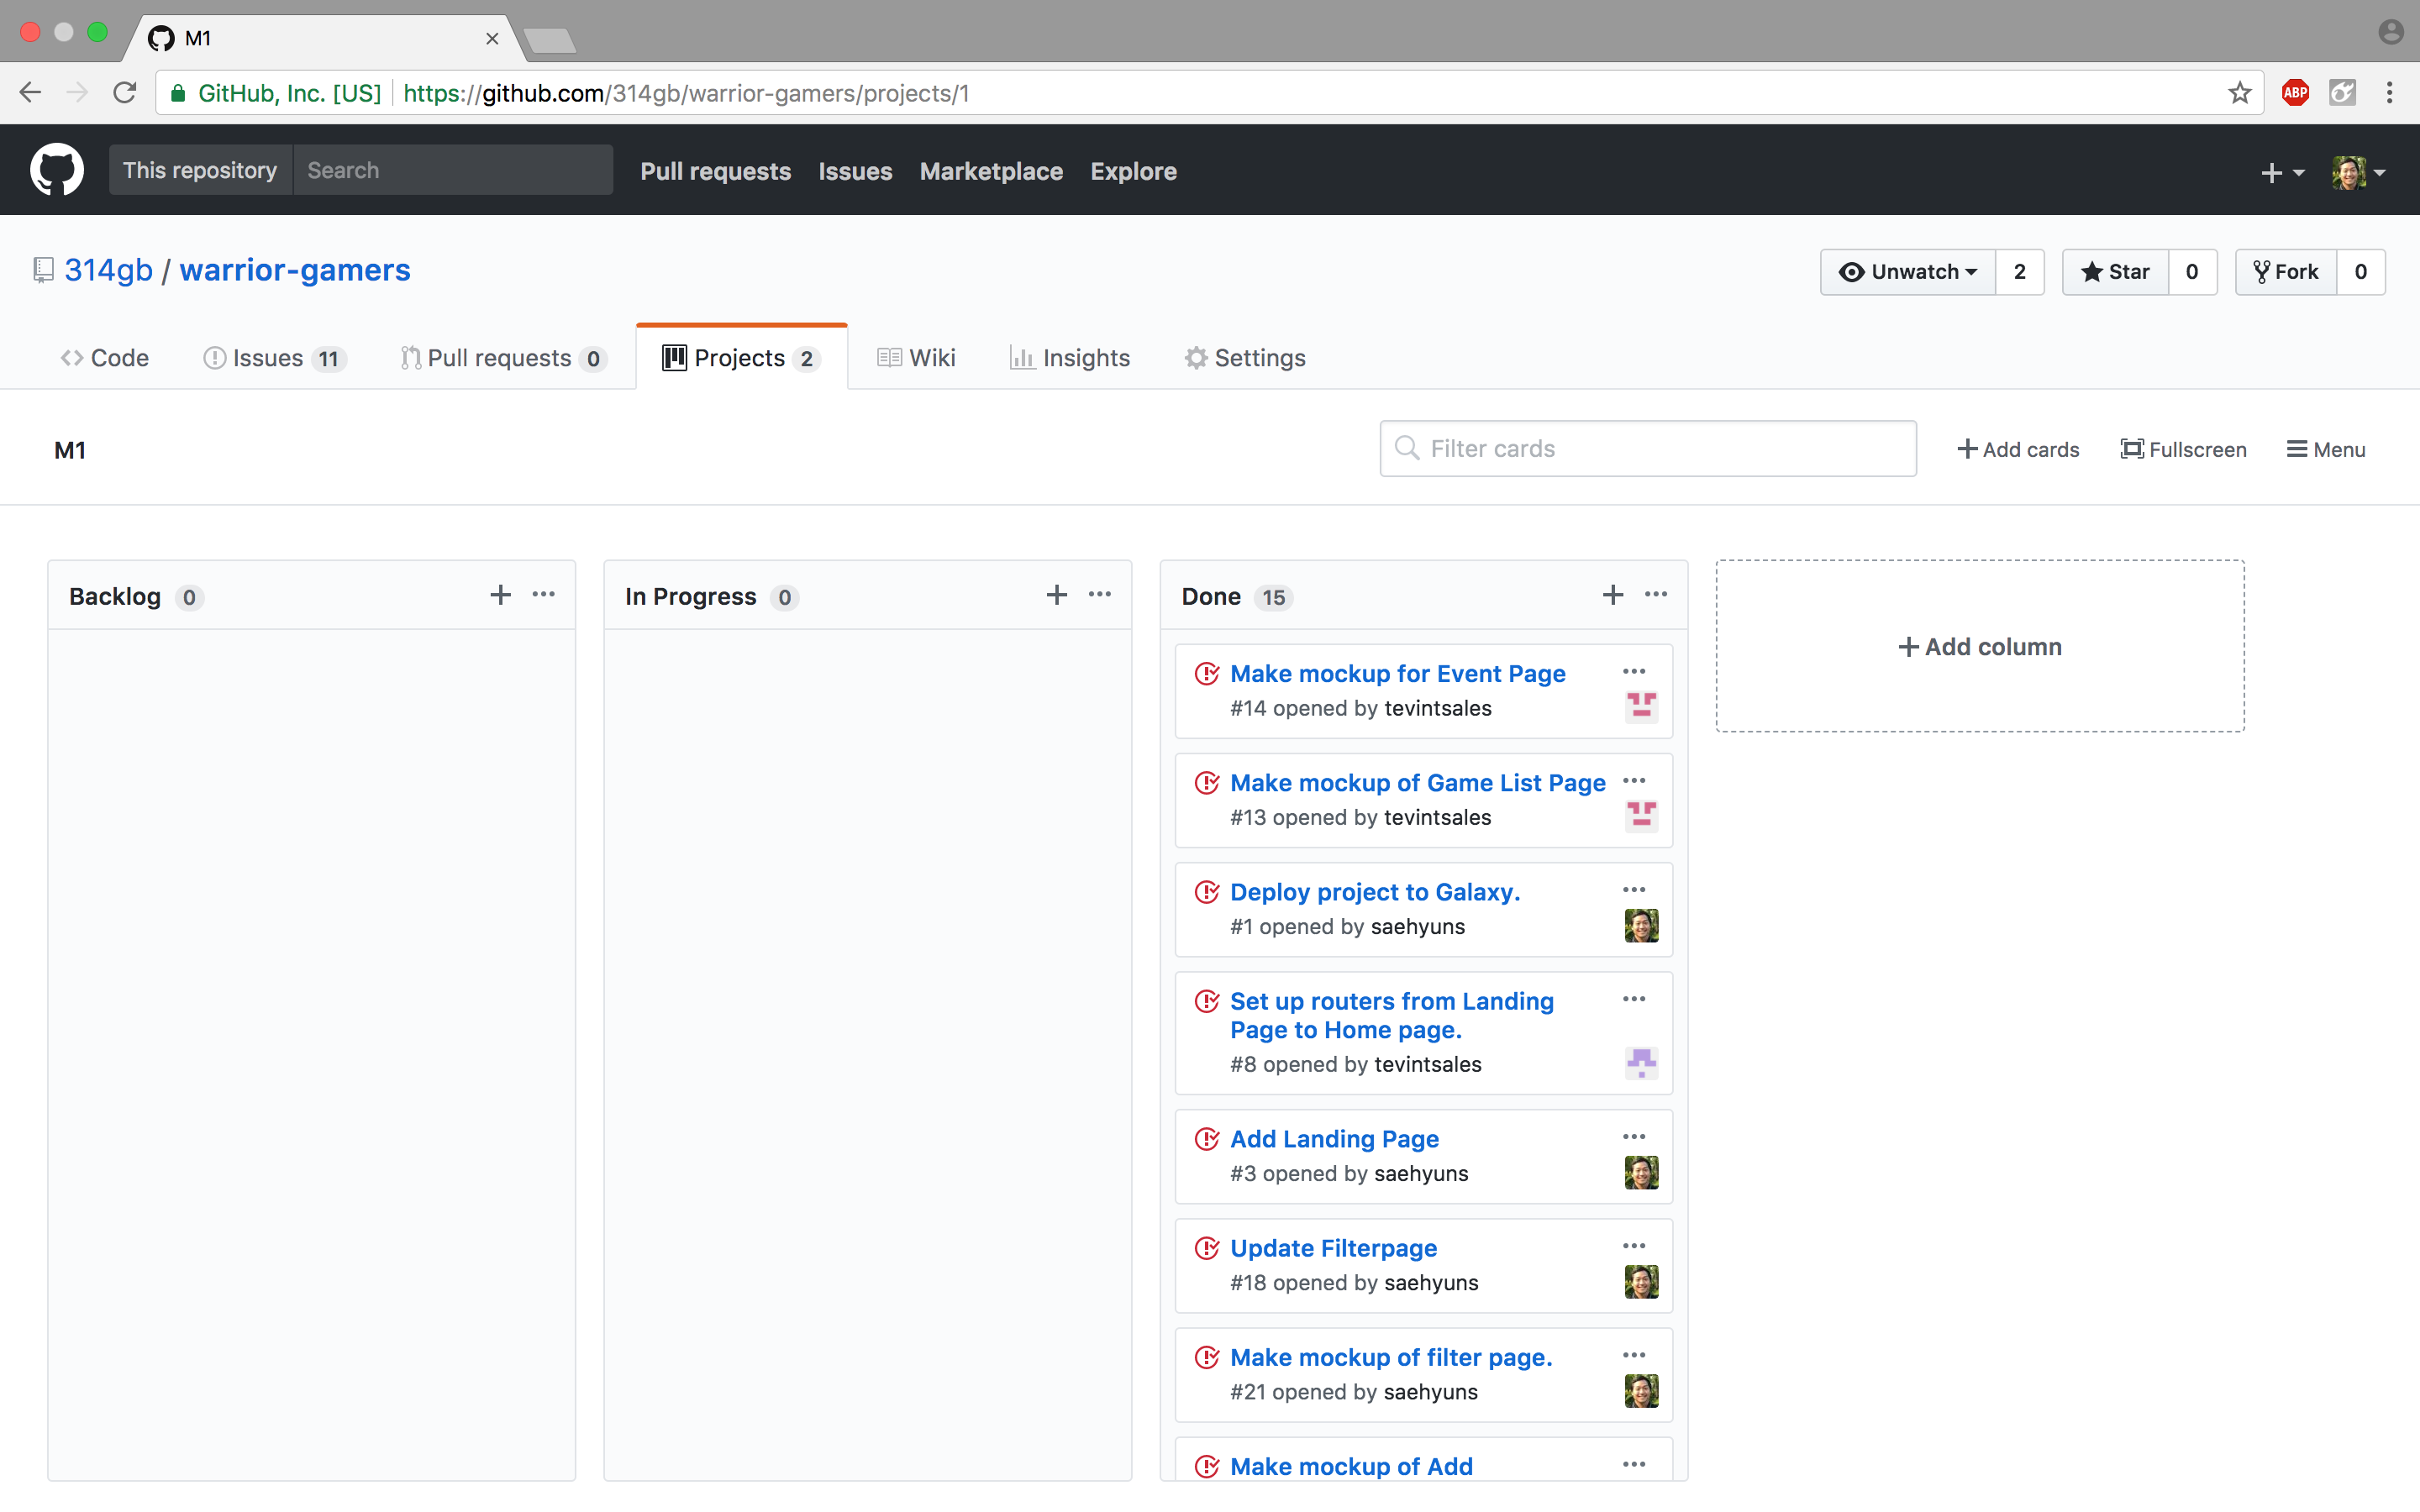 M1
GitHub, Inc. [US] https://github.com/314gb/warrior-gamers/projects/1
ABP
This repository Search Pull requests Issues Marketplace Explore
314gb / warrior-gamers
Unwatch 2 Star 0 Fork 0
Code Issues 11 Pull requests 0 Projects 2 Wiki Insights Settings
M1
Filter cards
Add cards Fullscreen Menu
Backlog 0
In Progress 0
Done 15
Make mockup for Event Page
#14 opened by tevintsales
Make mockup of Game List Page
#13 opened by tevintsales
Deploy project to Galaxy.
#1 opened by saehyuns
Set up routers from Landing
Page to Home page.
#8 opened by tevintsales
Add Landing Page
#3 opened by saehyuns
Update Filterpage
#18 opened by saehyuns
Make mockup of filter page.
#21 opened by saehyuns
Make mockup of Add
Add column